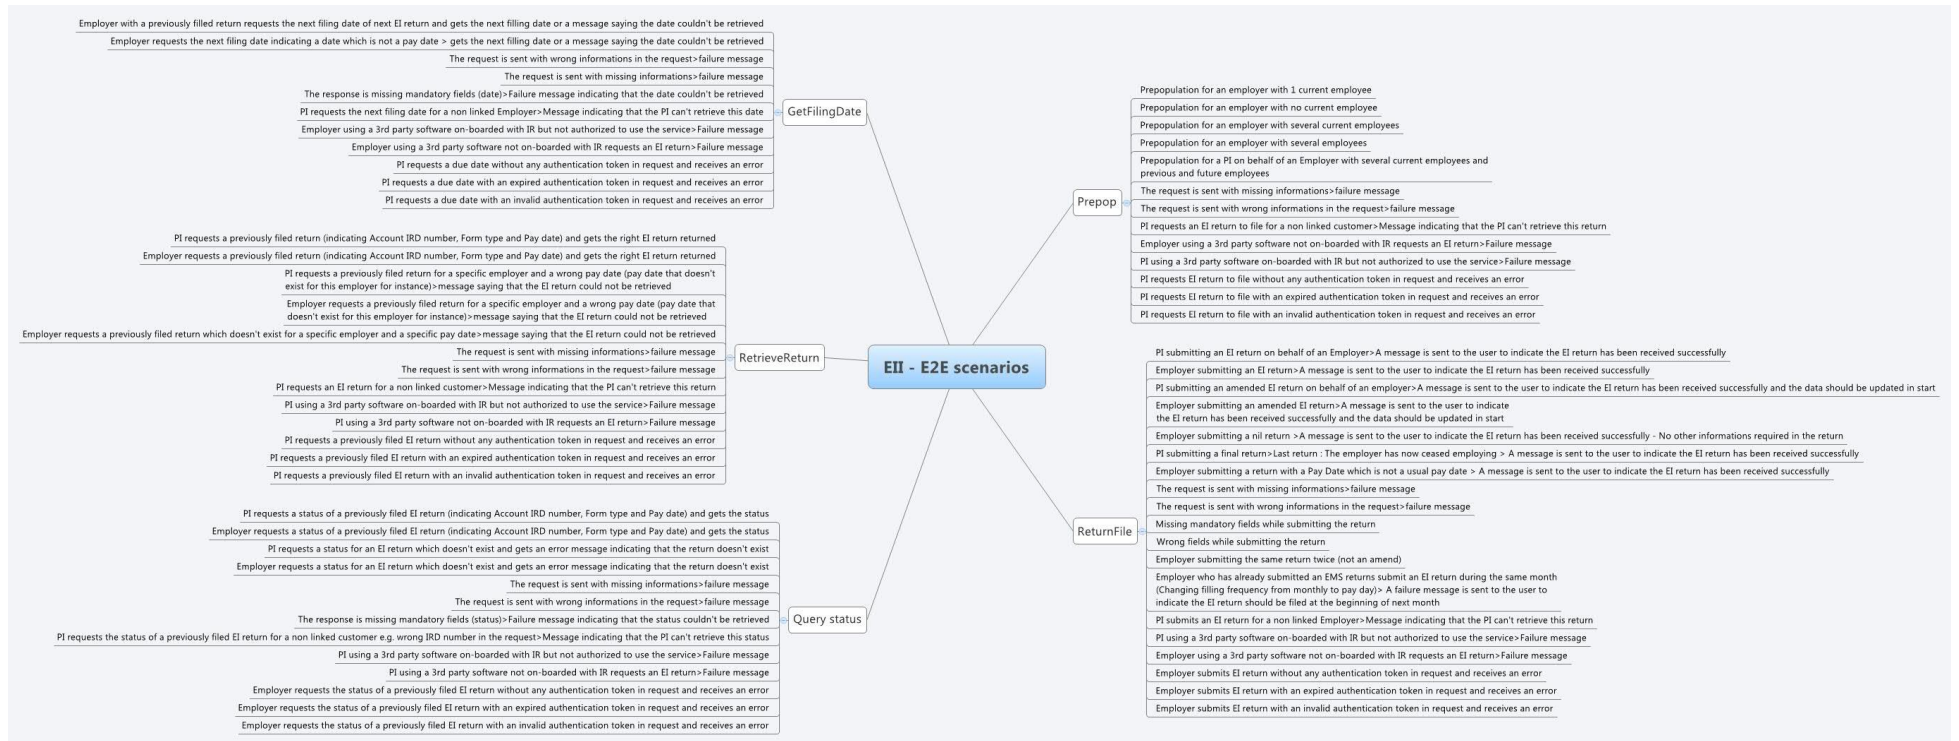 Employer with a previously filled return requests the next filing date of next EI return and gets the next filling date or a message saying the date couldn't be retrieved
Employer requests the next filing date indicating a date which is not a pay date > gets the next filling date or a message saying the date couldn't be retrieved
The request is sent with wrong informations in the request>failure message
The request is sent with missing informations>failure message
The response is missing mandatory fields (date)>Failure message indicating that the date couldn't be retrieved
PI requests the next filing date for a non linked Employer>Message indicating that the PI can't retrieve this date
Employer using a 3rd party software on-boarded with IR but not authorized to use the service>Failure message
Employer using a 3rd party software not on-boarded with IR requests an EI return>Failure message
PI requests a due date without any authentication token in request and receives an error
PI requests a due date with an expired authentication token in request and receives an error
PI requests a due date with an invalid authentication token in request and receives an error
GetFilingDate
PI requests a previously filed return (indicating Account IRD number, Form type and Pay date) and gets the right EI return returned
Employer requests a previously filed return (indicating Account IRD number, Form type and Pay date) and gets the right EI return returned
PI requests a previously filed return for a specific employer and a wrong pay date (pay date that doesn't
exist for this employer for instance)>message saying that the EI return could not be retrieved
Employer requests a previously filed return for a specific employer and a wrong pay date (pay date that
doesn't exist for this employer for instance)>message saying that the EI return could not be retrieved
Employer requests a previously filed return which doesn't exist for a specific employer and a specific pay date>message saying that the EI return could not be retrieved
The request is sent with missing informations>failure message
The request is sent with wrong informations in the request>failure message
PI requests an EI return for a non linked customer>Message indicating that the PI can't retrieve this return
PI using a 3rd party software on-boarded with IR but not authorized to use the service>Failure message
PI using a 3rd party software not on-boarded with IR requests an EI return>Failure message
PI requests a previously filed EI return without any authentication token in request and receives an error
PI requests a previously filed EI return with an expired authentication token in request and receives an error
PI requests a previously filed EI return with an invalid authentication token in request and receives an error
RetrieveReturn
PI requests a status of a previously filed EI return (indicating Account IRD number, Form type and Pay date) and gets the status
Employer requests a status of a previously filed EI return (indicating Account IRD number, Form type and Pay date) and gets the status
PI requests a status for an EI return which doesn't exist and gets an error message indicating that the return doesn't exist
Employer requests a status for an EI return which doesn't exist and gets an error message indicating that the return doesn't exist
The request is sent with missing informations>failure message
The request is sent with wrong informations in the request>failure message
The response is missing mandatory fields (status)>Failure message indicating that the status couldn't be retrieved
PI requests the status of a previously filed EI return for a non linked customer e.g. wrong IRD number in the request>Message indicating that the PI can't retrieve this status
PI using a 3rd party software on-boarded with IR but not authorized to use the service>Failure message
PI using a 3rd party software not on-boarded with IR requests an EI return>Failure message
Employer requests the status of a previously filed EI return without any authentication token in request and receives an error
Employer requests the status of a previously filed EI return with an expired authentication token in request and receives an error
Employer requests the status of a previously filed EI return with an invalid authentication token in request and receives an error
Query status
EII - E2E scenarios
Prepop
Prepopulation for an employer with 1 current employee
Prepopulation for an employer with no current employee
Prepopulation for an employer with several current employees
Prepopulation for an employer with several employees
Prepopulation for a PI on behalf of an Employer with several current employees and
previous and future employees
The request is sent with missing informations>failure message
The request is sent with wrong informations in the request>failure message
PI requests an EI return to file for a non linked customer>Message indicating that the PI can't retrieve this return
Employer using a 3rd party software not on-boarded with IR requests an EI return>Failure message
PI using a 3rd party software on-boarded with IR but not authorized to use the service>Failure message
PI requests EI return to file without any authentication token in request and receives an error
PI requests EI return to file with an expired authentication token in request and receives an error
PI requests EI return to file with an invalid authentication token in request and receives an error
ReturnFile
PI submitting an EI return on behalf of an Employer>A message is sent to the user to indicate the EI return has been received successfully
Employer submitting an EI return>A message is sent to the user to indicate the EI return has been received successfully
PI submitting an amended EI return on behalf of an employer>A message is sent to the user to indicate the EI return has been received successfully and the data should be updated in start
Employer submitting an amended EI return>A message is sent to the user to indicate
the EI return has been received successfully and the data should be updated in start
Employer submitting a nil return >A message is sent to the user to indicate the EI return has been received successfully - No other informations required in the return
PI submitting a final return>Last return : The employer has now ceased employing > A message is sent to the user to indicate the EI return has been received successfully
Employer submitting a return with a Pay Date which is not a usual pay date > A message is sent to the user to indicate the EI return has been received successfully
The request is sent with missing informations>failure message
The request is sent with wrong informations in the request>failure message
Missing mandatory fields while submitting the return
Wrong fields while submitting the return
Employer submitting the same return twice (not an amend)
Employer who has already submitted an EMS returns submit an EI return during the same month
(Changing filling frequency from monthly to pay day)> A failure message is sent to the user to
indicate the EI return should be filed at the beginning of next month
PI submits an EI return for a non linked Employer>Message indicating that the PI can't retrieve this return
PI using a 3rd party software on-boarded with IR but not authorized to use the service>Failure message
Employer using a 3rd party software not on-boarded with IR requests an EI return>Failure message
Employer submits EI return without any authentication token in request and receives an error
Employer submits EI return with an expired authentication token in request and receives an error
Employer submits EI return with an invalid authentication token in request and receives an error